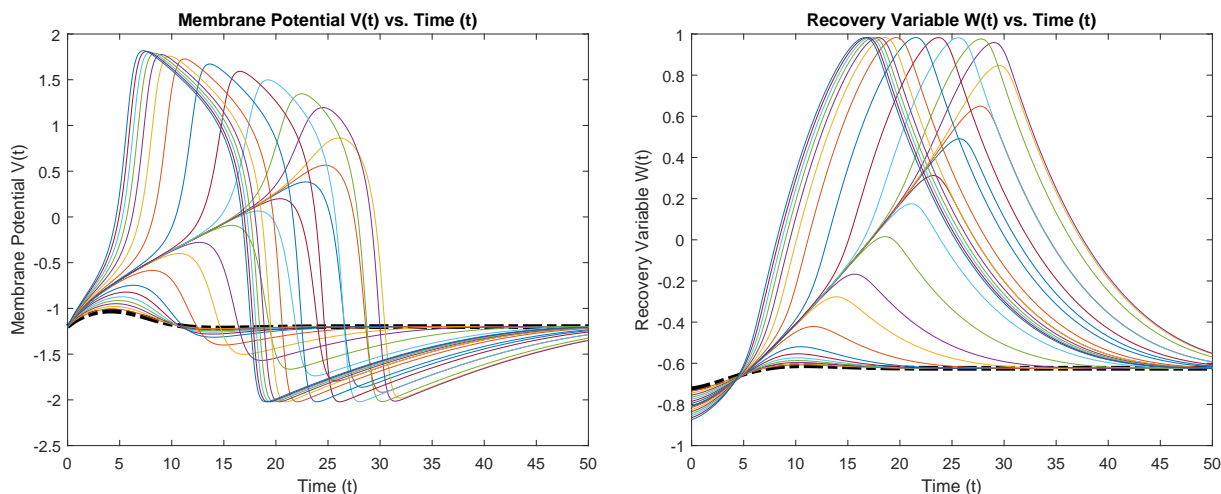 Membrane Potential V(t) vs. Time (t)
Membrane Potential V(t)
2
1.5
1
0.5
0
-0.5
-1
-1.5
-2
-2.5
0 5 10 15 20 25 30 35 40 45 50
Time (t)
Recovery Variable W(t) vs. Time (t)
Recovery Variable W(t)
1
0.8
0.6
0.4
0.2
0
-0.2
-0.4
-0.6
-0.8
-1
0 5 10 15 20 25 30 35 40 45 50
Time (t)